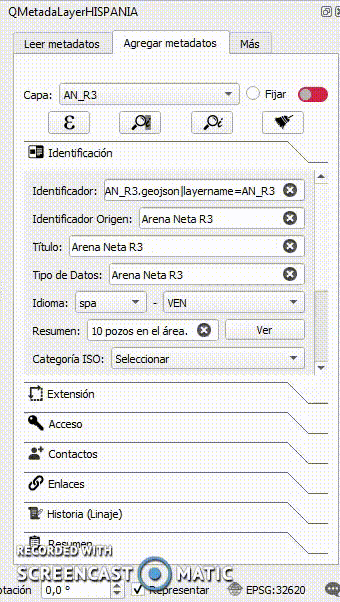 QMetadaLayerHISPANIA
Leer metadatos Agregar metadatos Más
Capa: AN_R3 Fijar
ε
Identificación
Identificador: AN_R3.geojson|layername=AN_R3
Identificador Origen: Arena Neta R3
Título: Arena Neta R3
Tipo de Datos: Arena Neta R3
Idioma: spa - VEN
Resumen: 10 pozos en el área. Ver
Categoría ISO: Seleccionar
Extensión
Acceso
Contactos
Enlaces
Historia (Linaje)
Resumen
RECORDED WITH
SCREENCAST MATIC
otación 0,0 ° Representar EPSG:32620